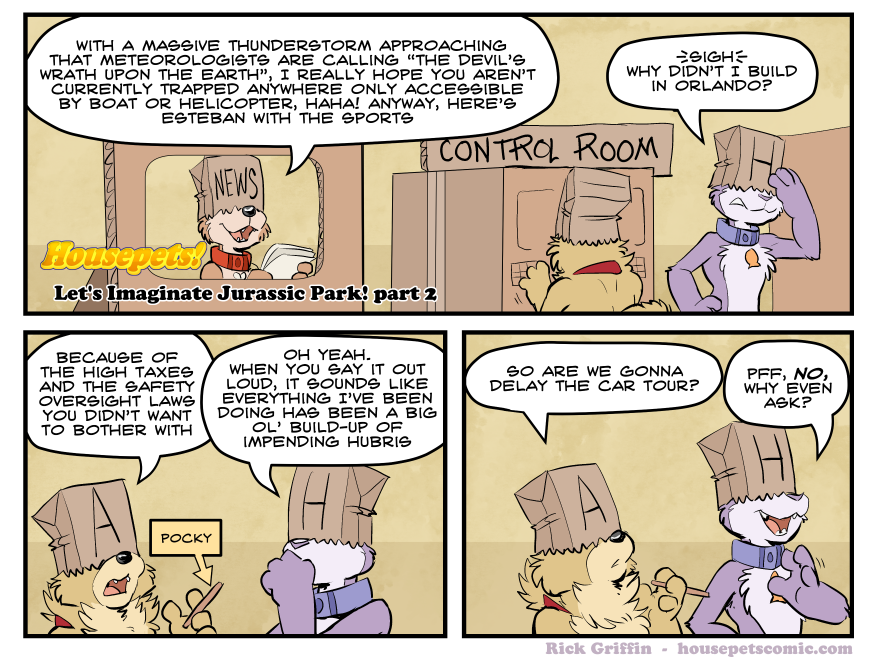 WITH A MASSIVE THUNDERSTORM APPROACHING
THAT METEOROLOGISTS ARE CALLING "THE DEVIL'S
WRATH UPON THE EARTH", I REALLY HOPE YOU AREN'T
CURRENTLY TRAPPED ANYWHERE ONLY ACCESSIBLE
BY BOAT OR HELICOPTER, HAHA! ANYWAY, HERE'S
ESTEBAN WITH THE SPORTS
SIGH
WHY DIDN'T I BUILD
IN ORLANDO?
CONTROL ROOM
NEWS
H
Housepets!
Let's Imaginate Jurassic Park! part 2
BECAUSE OF
THE HIGH TAXES
AND THE SAFETY
OVERSIGHT LAWS
YOU DIDN'T WANT
TO BOTHER WITH
OH YEAH.
WHEN YOU SAY IT OUT
LOUD, IT SOUNDS LIKE
EVERYTHING I'VE BEEN
DOING HAS BEEN A BIG
OL' BUILD-UP OF
IMPENDING HUBRIS
A
H
POCKY
SO ARE WE GONNA
DELAY THE CAR TOUR?
PFF, NO,
WHY EVEN
ASK?
A
H
Rick Griffin - housepetscomic.com